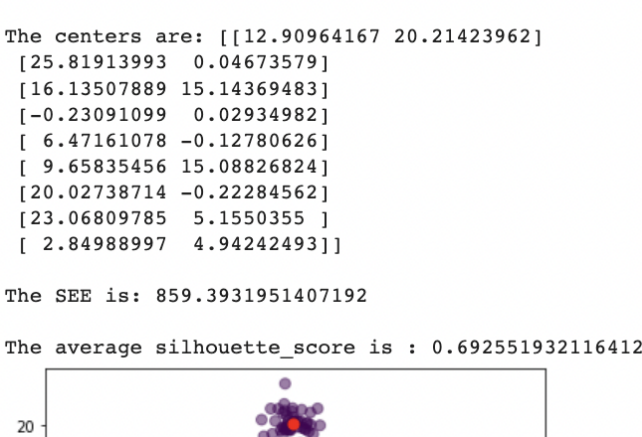 The centers are: [[12.90964167 20.21423962]
 [25.81913993  0.04673579]
 [16.13507889 15.14369483]
 [-0.23091099  0.02934982]
 [ 6.47161078 -0.12780626]
 [ 9.65835456 15.08826824]
 [20.02738714 -0.22284562]
 [23.06809785  5.1550355 ]
 [ 2.84988997  4.94242493]]
The SEE is: 859.3931951407192
The average silhouette_score is : 0.692551932116412
20